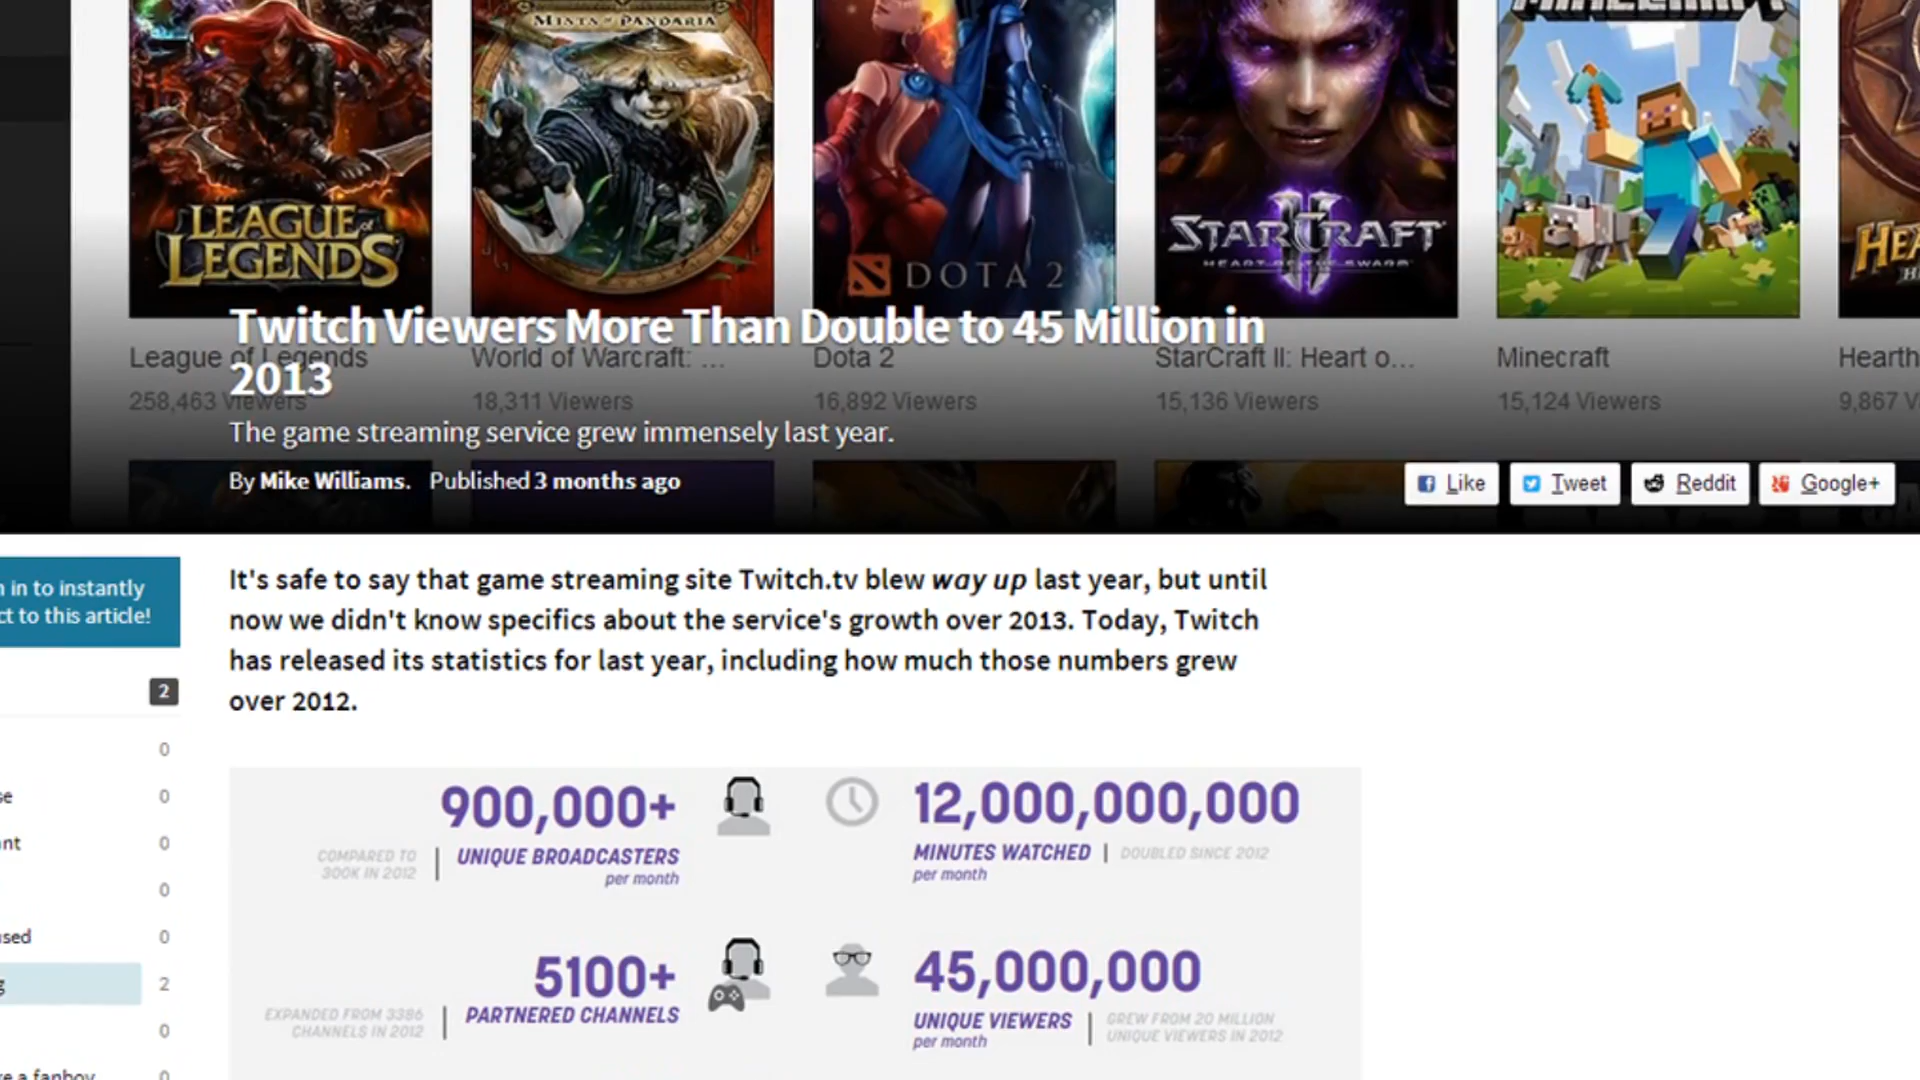 MISTS OF PANDARIA
LEAGUE of LEGENDS
DOTA 2
STARCRAFT II
HEART OF THE SWARM
League of Legends
258,463 Viewers
World of Warcraft: ...
18,311 Viewers
Dota 2
16,892 Viewers
StarCraft II: Heart o...
15,136 Viewers
Minecraft
15,124 Viewers
Hearth
9,867 V
Twitch Viewers More Than Double to 45 Million in
2013
The game streaming service grew immensely last year.
By Mike Williams. Published 3 months ago
Like
Tweet
Reddit
Google+
in to instantly
ct to this article!
2
0
se 0
ant 0
0
used 0
g 2
0
re a fanboy 0
It's safe to say that game streaming site Twitch.tv blew way up last year, but until
now we didn't know specifics about the service's growth over 2013. Today, Twitch
has released its statistics for last year, including how much those numbers grew
over 2012.
900,000+
UNIQUE BROADCASTERS
per month
COMPARED TO
300K IN 2012
12,000,000,000
MINUTES WATCHED | DOUBLED SINCE 2012
per month
5100+
PARTNERED CHANNELS
EXPANDED FROM 3386
CHANNELS IN 2012
45,000,000
UNIQUE VIEWERS
per month
GREW FROM 20 MILLION
UNIQUE VIEWERS IN 2012